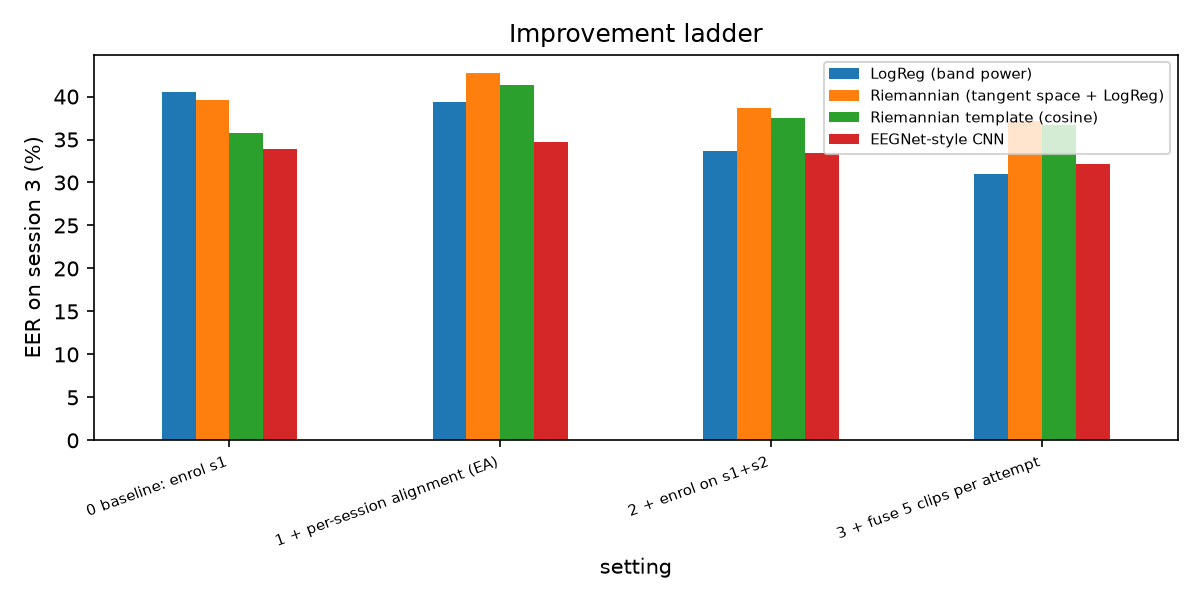 Improvement ladder
LogReg (band power)
Riemannian (tangent space + LogReg)
Riemannian template (cosine)
EEGNet-style CNN
EER on session 3 (%)
40
35
30
25
20
15
10
5
0
0 baseline: enrol s1
1 + per-session alignment (EA)
2 + enrol on s1+s2
3 + fuse 5 clips per attempt
setting